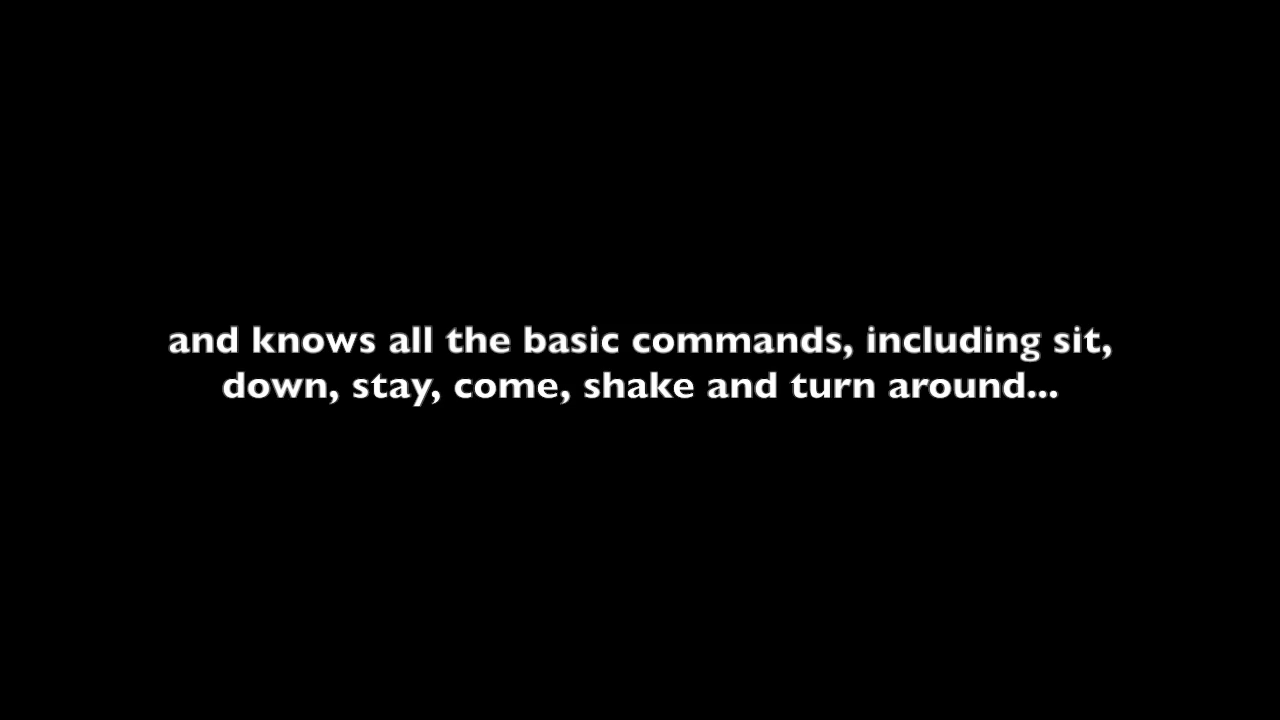 and knows all the basic commands, including sit,
down, stay, come, shake and turn around...